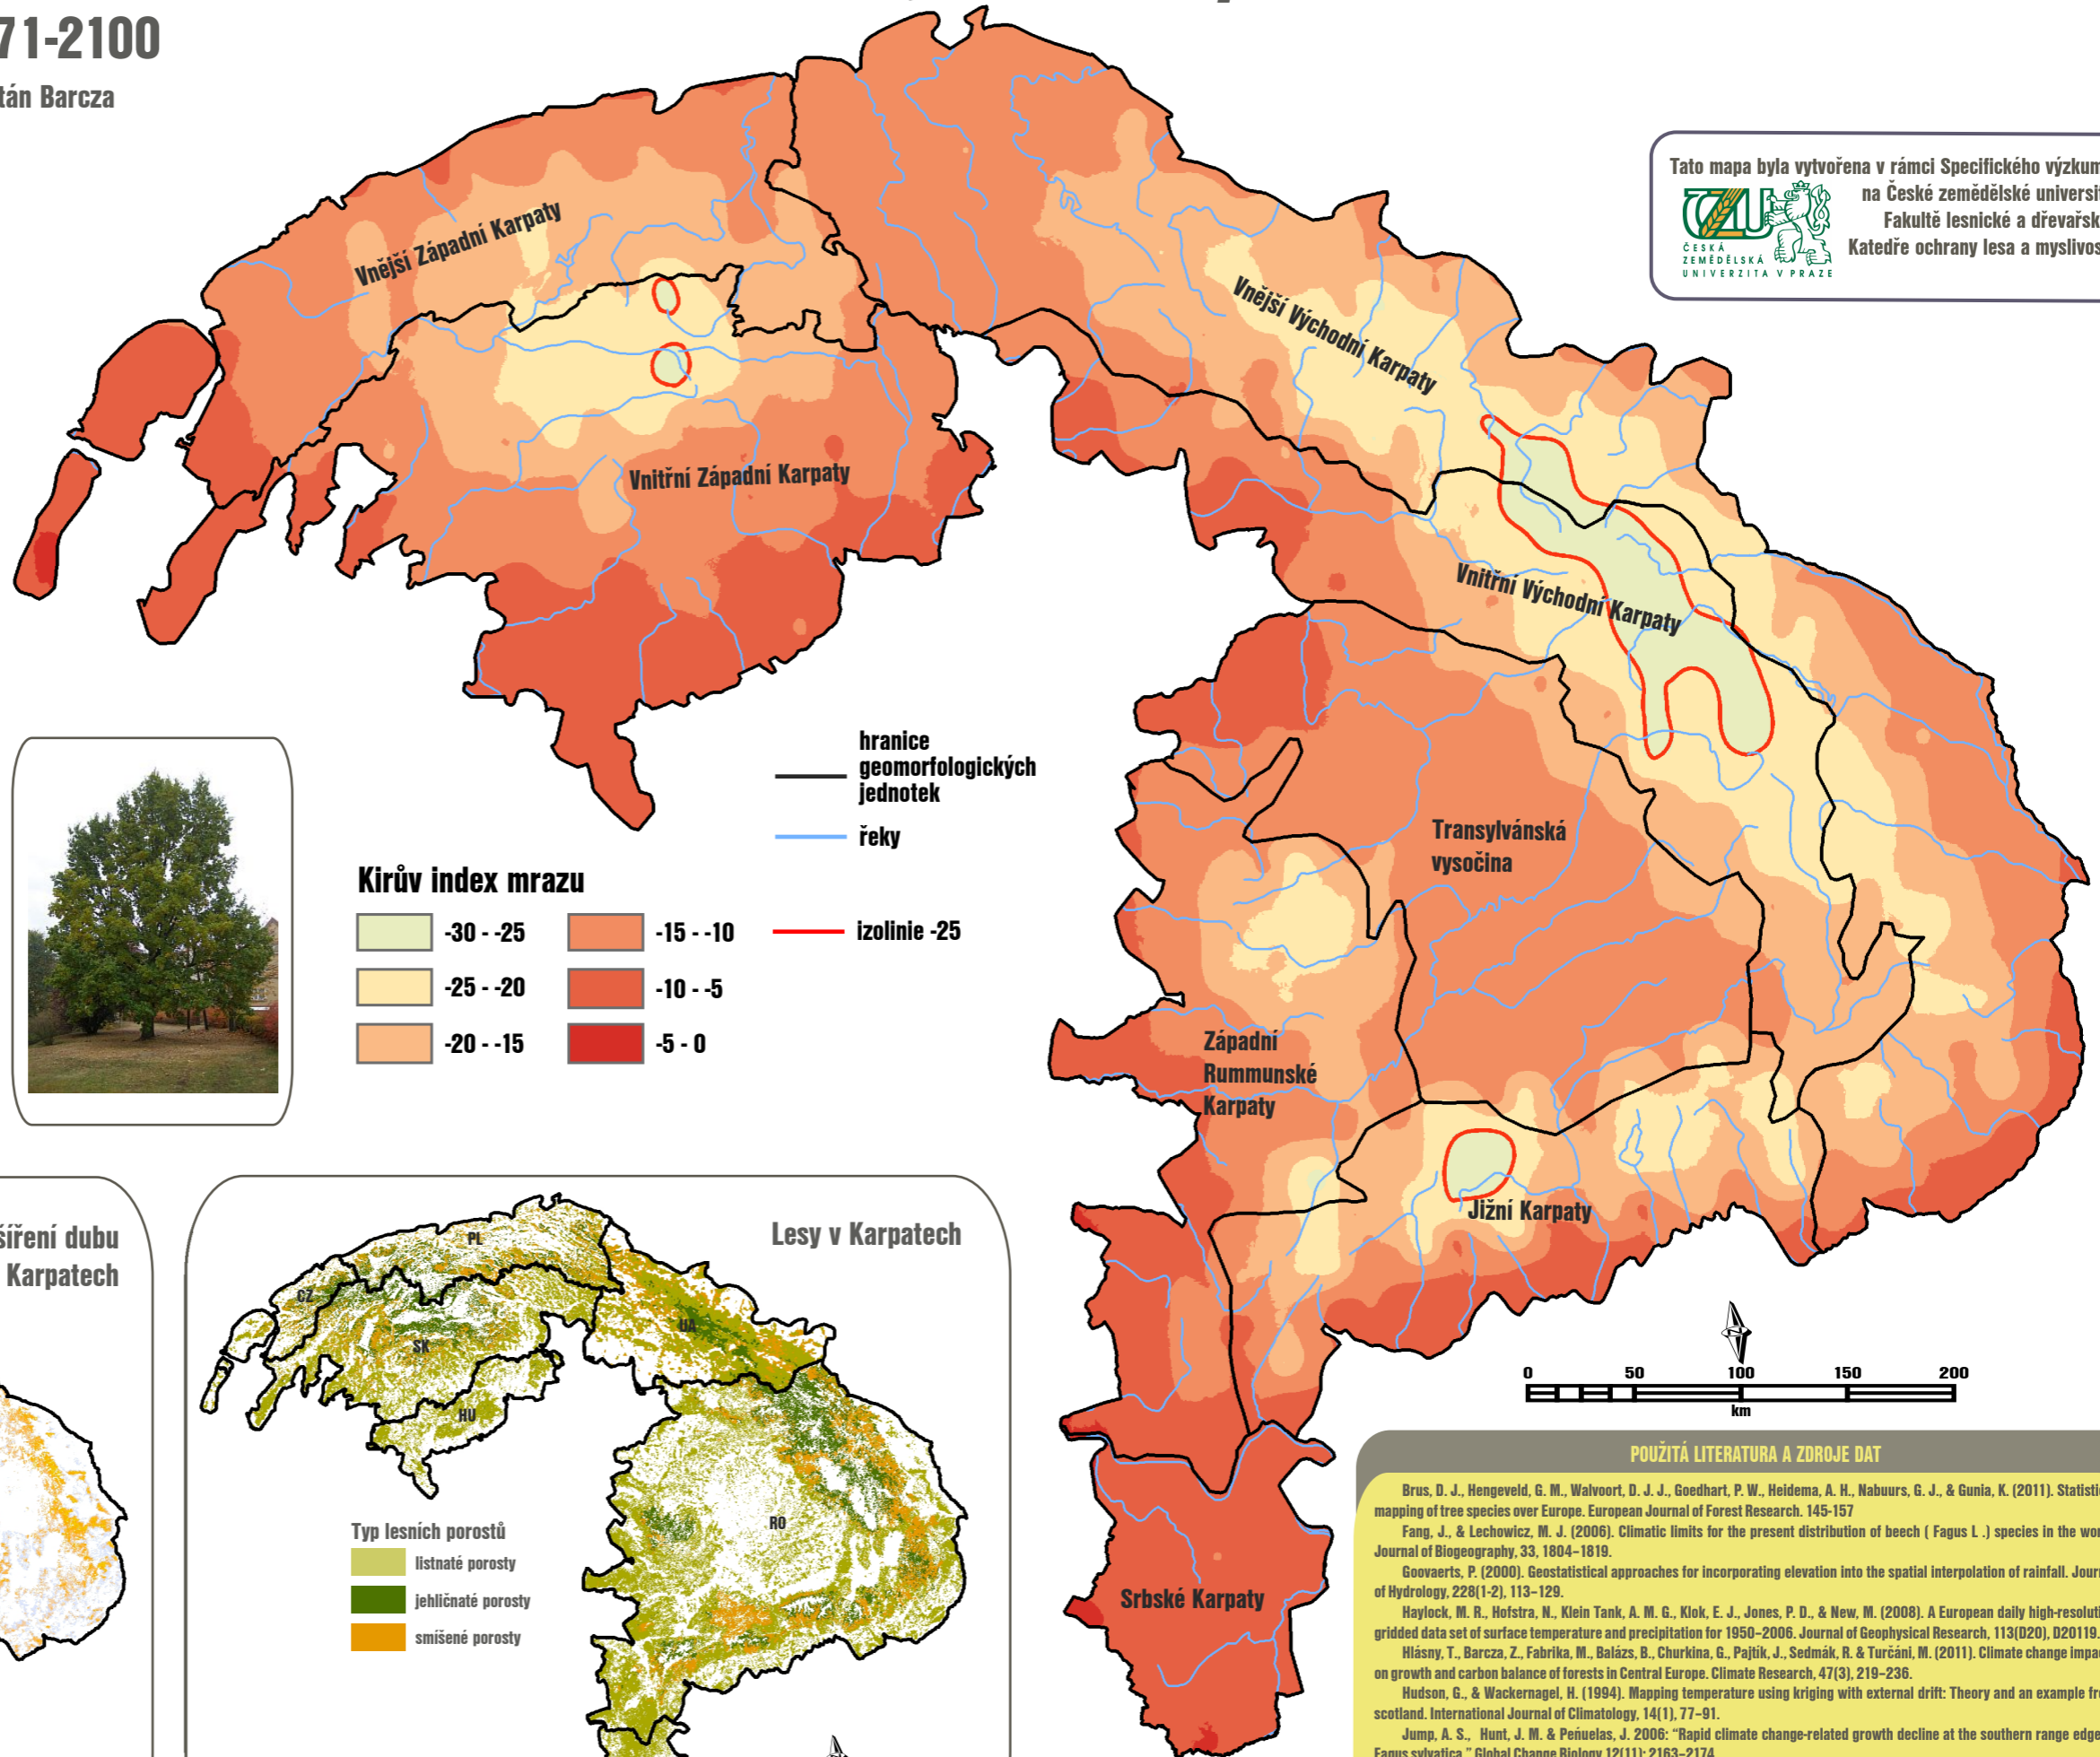 71-2100
tán Barcza
Tato mapa byla vytvořena v rámci Specifického výzkum
na České zemědělské universi
Fakultě lesnické a dřevařsk
Katedře ochrany lesa a myslivos
ČZU
ČESKÁ
ZEMĚDĚLSKÁ
UNIVERZITA V PRAZE
Vnější Západní Karpaty
Vnější Východní Karpaty
Vnitřní Západní Karpaty
Vnitřní Východní Karpaty
Transylvánská
vysočina
Západní
Rummunské
Karpaty
Jižní Karpaty
Srbské Karpaty
hranice
geomorfologických
jednotek
řeky
izolinie -25
Kirův index mrazu
-30 - -25
-25 - -20
-20 - -15
-15 - -10
-10 - -5
-5 - 0
0 50 100 150 200
km
šíření dubu
Karpatech
Lesy v Karpatech
PL
CZ
SK
UA
HU
RO
Typ lesních porostů
listnaté porosty
jehličnaté porosty
smíšené porosty
POUŽITÁ LITERATURA A ZDROJE DAT
Brus, D. J., Hengeveld, G. M., Walvoort, D. J. J., Goedhart, P. W., Heidema, A. H., Nabuurs, G. J., & Gunia, K. (2011). Statisti
mapping of tree species over Europe. European Journal of Forest Research. 145-157
Fang, J., & Lechowicz, M. J. (2006). Climatic limits for the present distribution of beech ( Fagus L .) species in the wor
Journal of Biogeography, 33, 1804–1819.
Goovaerts, P. (2000). Geostatistical approaches for incorporating elevation into the spatial interpolation of rainfall. Jour
of Hydrology, 228(1-2), 113–129.
Haylock, M. R., Hofstra, N., Klein Tank, A. M. G., Klok, E. J., Jones, P. D., & New, M. (2008). A European daily high-resoluti
gridded data set of surface temperature and precipitation for 1950–2006. Journal of Geophysical Research, 113(D20), D20119.
Hlásny, T., Barcza, Z., Fabrika, M., Balázs, B., Churkina, G., Pajtík, J., Sedmák, R. & Turčáni, M. (2011). Climate change impa
on growth and carbon balance of forests in Central Europe. Climate Research, 47(3), 219–236.
Hudson, G., & Wackernagel, H. (1994). Mapping temperature using kriging with external drift: Theory and an example fr
scotland. International Journal of Climatology, 14(1), 77–91.
Jump, A. S., Hunt, J. M. & Peńuelas, J. 2006: “Rapid climate change-related growth decline at the southern range edge
Fagus sylvatica.” Global Change Biology 12(11): 2163–2174